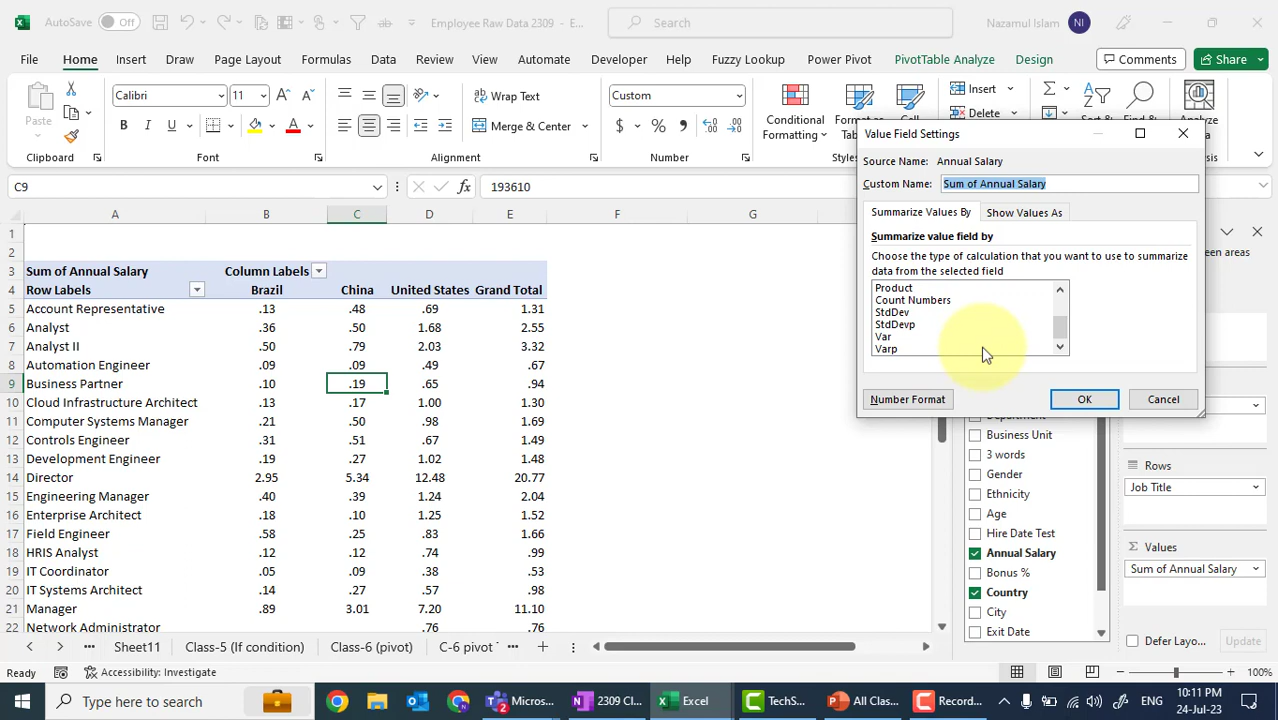 AutoSave Off Employee Raw Data 2309 - E... Search Nazamul Islam NI
File Home Insert Draw Page Layout Formulas Data Review View Automate Developer Help Fuzzy Lookup Power Pivot PivotTable Analyze Design Comments Share
Paste Calibri 11 Wrap Text Custom Conditional Formatting Insert
B I U Merge & Center $ % Delete
Clipboard Font Alignment Number
C9 fx 193610
A B C D E F G
1
2
3 Sum of Annual Salary Column Labels
4 Row Labels Brazil China United States Grand Total
5 Account Representative .13 .48 .69 1.31
6 Analyst .36 .50 1.68 2.55
7 Analyst II .50 .79 2.03 3.32
8 Automation Engineer .09 .09 .49 .67
9 Business Partner .10 .19 .65 .94
10 Cloud Infrastructure Architect .13 .17 1.00 1.30
11 Computer Systems Manager .21 .50 .98 1.69
12 Controls Engineer .31 .51 .67 1.49
13 Development Engineer .19 .27 1.02 1.48
14 Director 2.95 5.34 12.48 20.77
15 Engineering Manager .40 .39 1.24 2.04
16 Enterprise Architect .18 .10 1.25 1.52
17 Field Engineer .58 .25 .83 1.66
18 HRIS Analyst .12 .12 .74 .99
19 IT Coordinator .05 .09 .38 .53
20 IT Systems Architect .14 .27 .57 .98
21 Manager .89 3.01 7.20 11.10
22 Network Administrator .76 .76
Value Field Settings
Source Name: Annual Salary
Custom Name: Sum of Annual Salary
Summarize Values By Show Values As
Summarize value field by
Choose the type of calculation that you want to use to summarize
data from the selected field
Product
Count Numbers
StdDev
StdDevp
Var
Varp
Number Format OK Cancel
een areas
Business Unit
3 words
Gender
Ethnicity
Age
Hire Date Test
Annual Salary
Bonus %
Country
City
Exit Date
Rows
Job Title
Σ Values
Sum of Annual Salary
Defer Layo... Update
... Sheet11 Class-5 (If condition) Class-6 (pivot) C-6 pivot ...
Ready Accessibility: Investigate 100%
Type here to search Micros... 2309 Cl... Excel TechS... All Clas... Record... ENG 10:11 PM
24-Jul-23